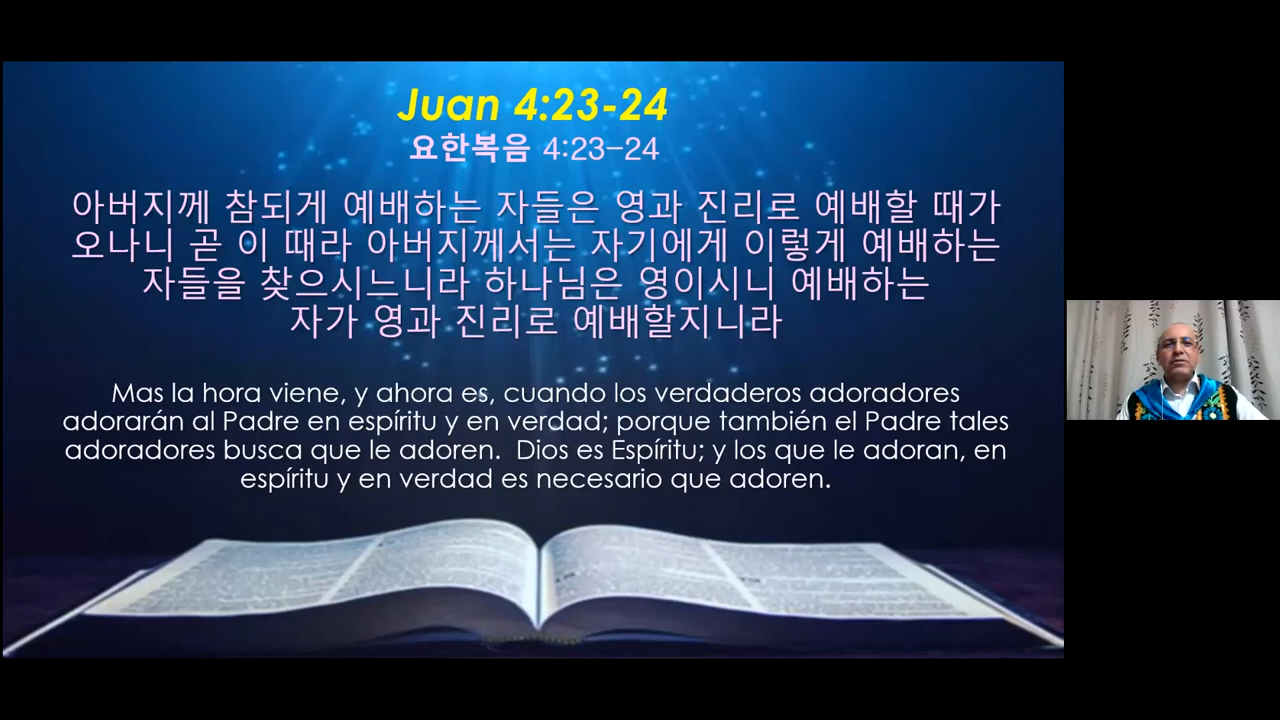 Juan 4:23-24
요한복음 4:23-24
아버지께 참되게 예배하는 자들은 영과 진리로 예배할 때가
오나니 곧 이 때라 아버지께서는 자기에게 이렇게 예배하는
자들을 찾으시느니라 하나님은 영이시니 예배하는
자가 영과 진리로 예배할지니라
Mas la hora viene, y ahora es, cuando los verdaderos adoradores
adorarán al Padre en espíritu y en verdad; porque también el Padre tales
adoradores busca que le adoren. Dios es Espíritu; y los que le adoran, en
espíritu y en verdad es necesario que adoren.